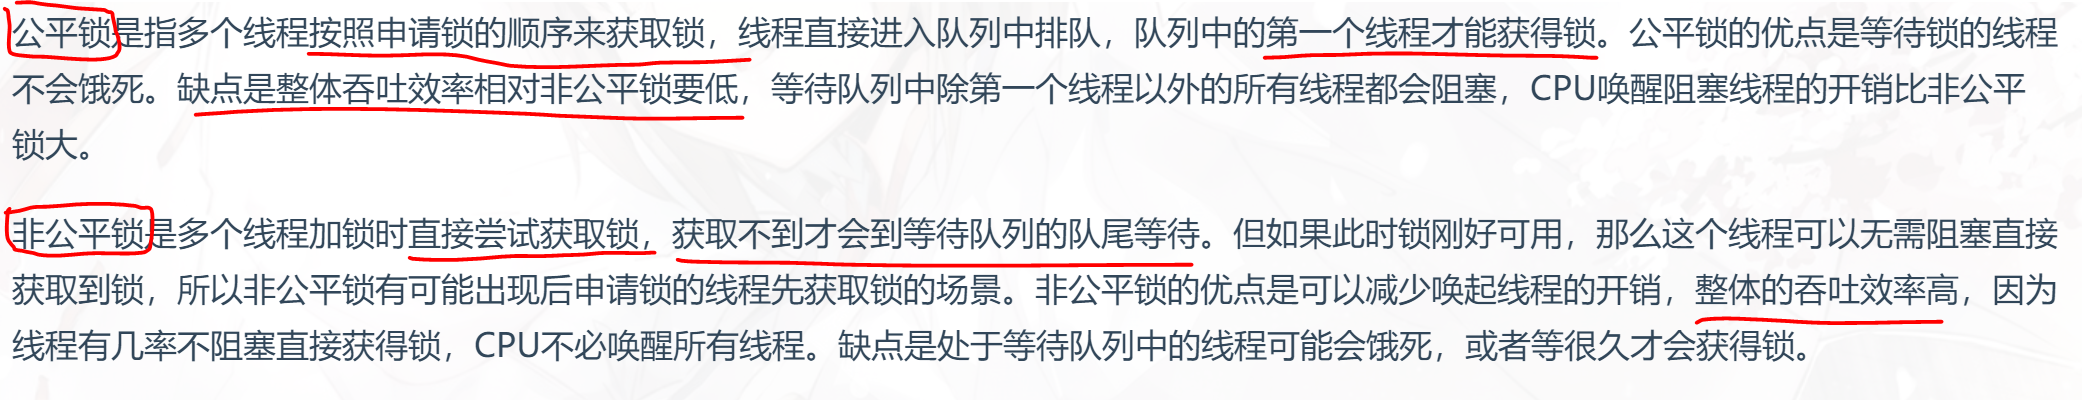 公平锁是指多个线程按照申请锁的顺序来获取锁，线程直接进入队列中排队，队列中的第一个线程才能获得锁。公平锁的优点是等待锁的线程
不会饿死。缺点是整体吞吐效率相对非公平锁要低，等待队列中除第一个线程以外的所有线程都会阻塞，CPU唤醒阻塞线程的开销比非公平
锁大。
非公平锁是多个线程加锁时直接尝试获取锁，获取不到才会到等待队列的队尾等待。但如果此时锁刚好可用，那么这个线程可以无需阻塞直接
获取到锁，所以非公平锁有可能出现后申请锁的线程先获取锁的场景。非公平锁的优点是可以减少唤起线程的开销，整体的吞吐效率高，因为
线程有几率不阻塞直接获得锁，CPU不必唤醒所有线程。缺点是处于等待队列中的线程可能会饿死，或者等很久才会获得锁。